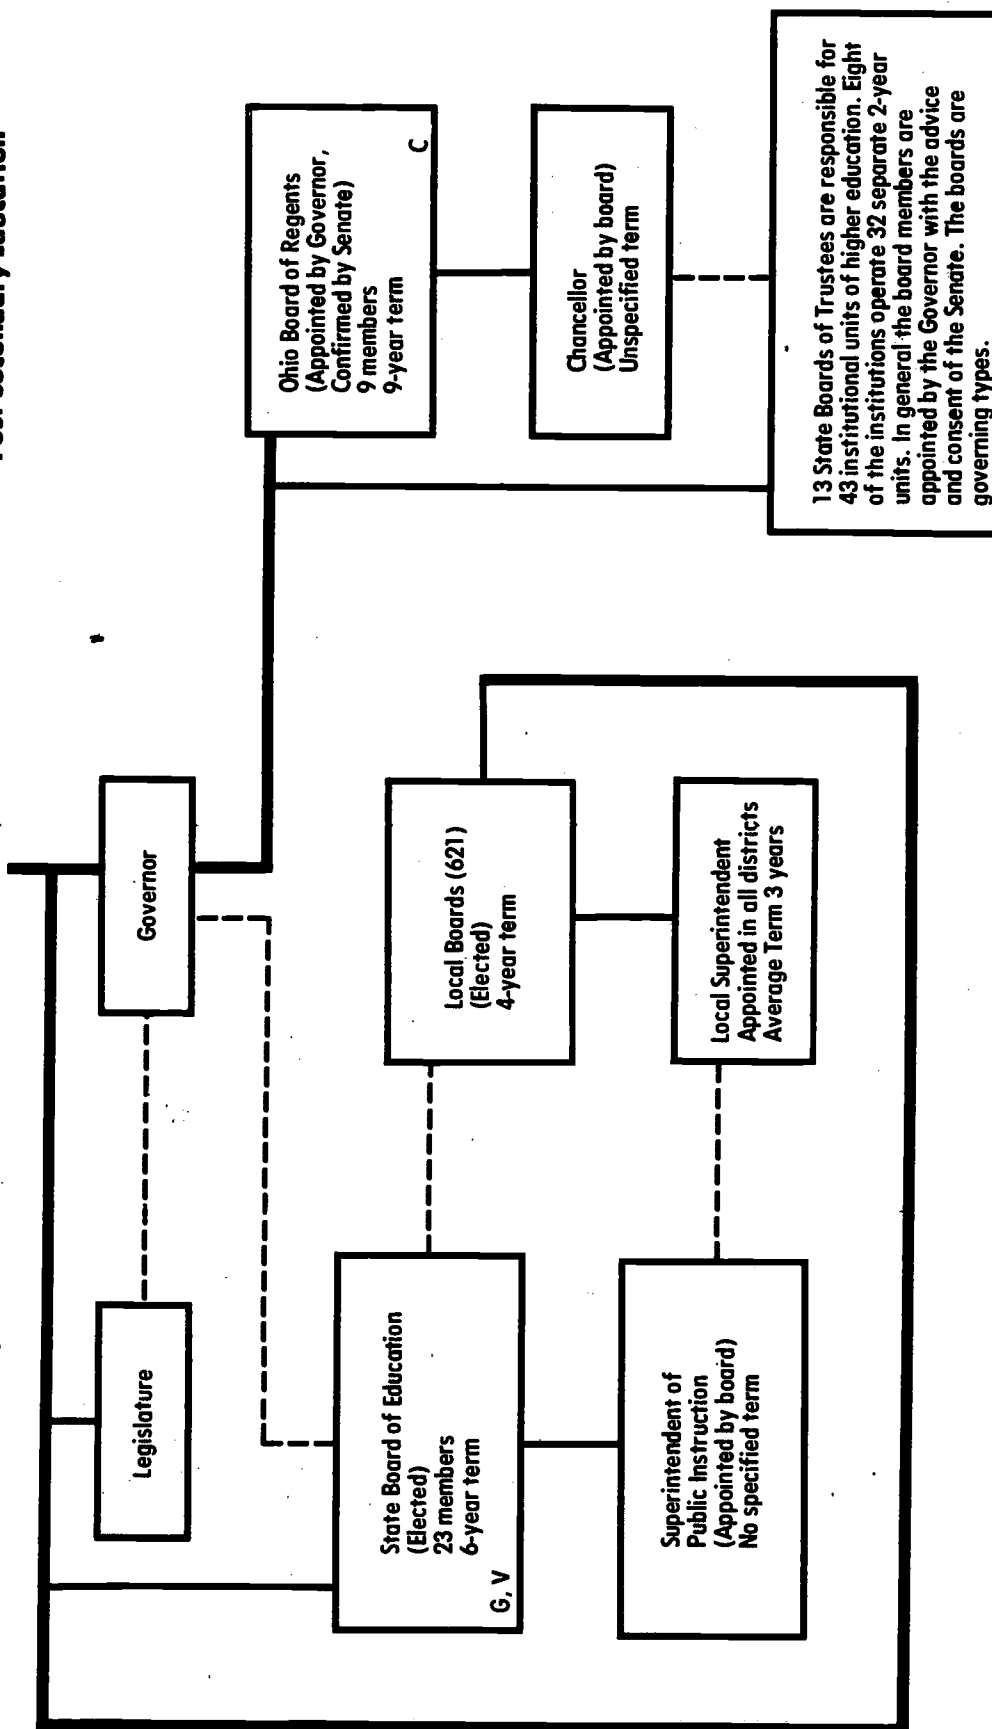 Governor
Legislature
Ohio Board of Regents
(Appointed by Governor,
Confirmed by Senate)
9 members
9-year term
C
State Board of Education
(Elected)
23 members
6-year term
G, V
Local Boards (621)
(Elected)
4-year term
Chancellor
(Appointed by board)
Unspecified term
Superintendent of
Public Instruction
(Appointed by board)
No specified term
Local Superintendent
Appointed in all districts
Average Term 3 years
13 State Boards of Trustees are responsible for
43 institutional units of higher education. Eight
of the institutions operate 32 separate 2-year
units. In general the board members are
appointed by the Governor with the advice
and consent of the Senate. The boards are
governing types.